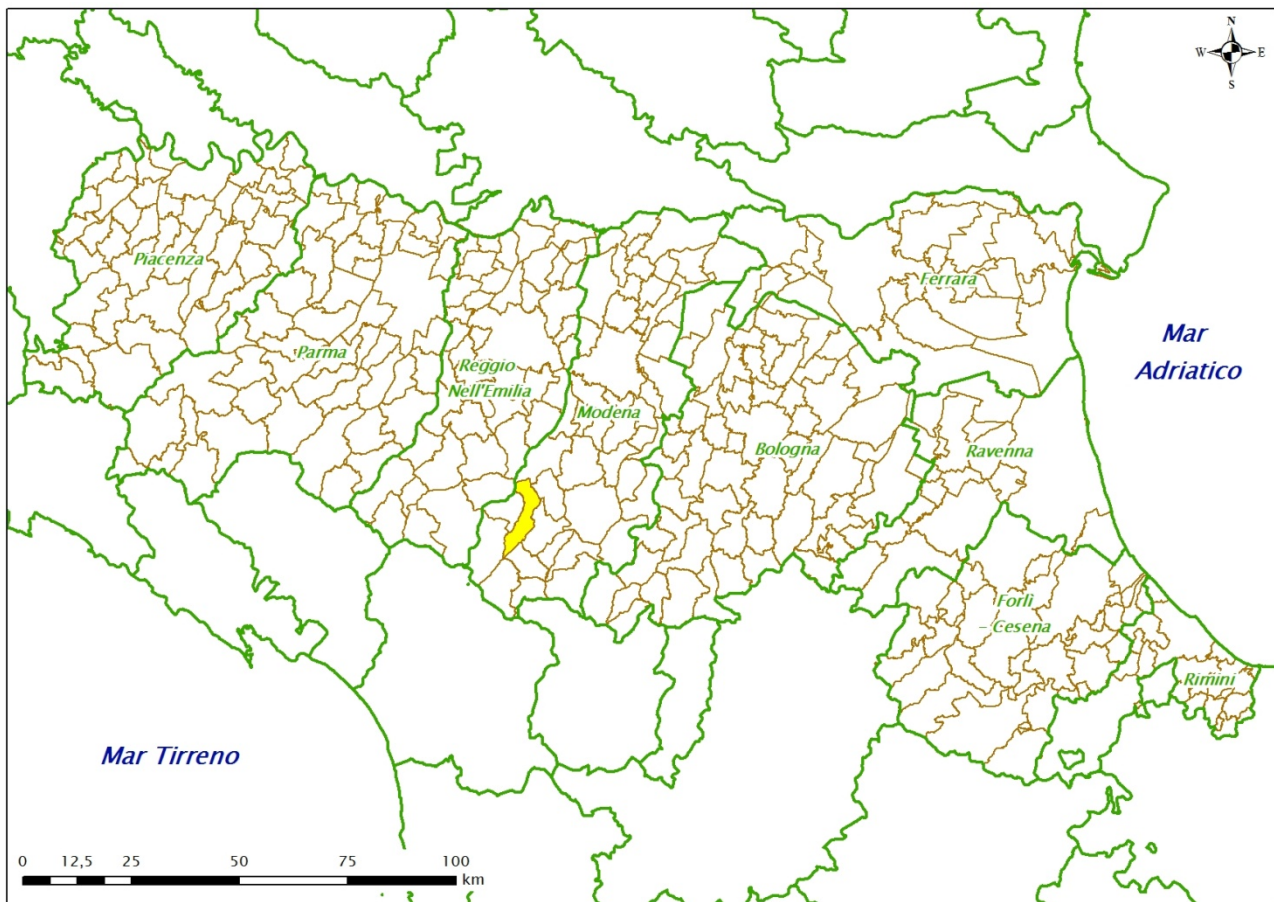 N
W E
S
Piacenza
Ferrara
Mar
Adriatico
Parma
Reggio
Nell'Emilia
Modena
Bologna
Ravenna
Forlì
- Cesena
Rimini
Mar Tirreno
0 12,5 25 50 75 100
km